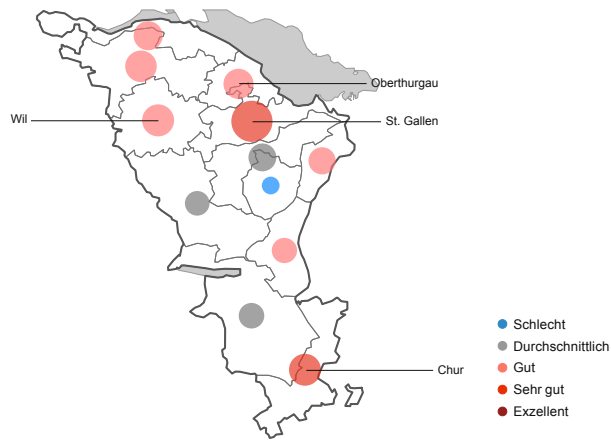 Oberthurgau
Wil
St. Gallen
Schlecht
Durchschnittlich
Gut
Chur
Sehr gut
Exzellent